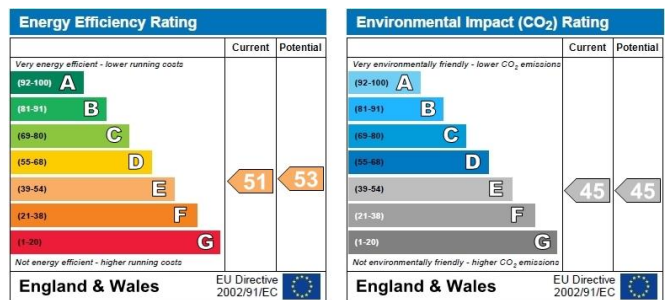 Energy Efficiency Rating
Current Potential
Very energy efficient - lower running costs
(92-100) A
(81-91) B
(69-80) C
(55-68) D
(39-54) E
51 53
(21-38) F
(1-20) G
Not energy efficient - higher running costs
England & Wales
EU Directive
2002/91/EC
Environmental Impact (CO₂) Rating
Current Potential
Very environmentally friendly - lower CO₂ emissions
(92-100) A
(81-91) B
(69-80) C
(55-68) D
(39-54) E
45 45
(21-38) F
(1-20) G
Not environmentally friendly - higher CO₂ emissions
England & Wales
EU Directive
2002/91/EC